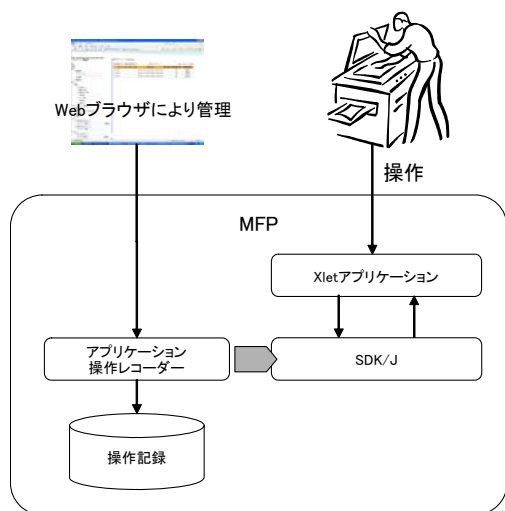 Webブラウザにより管理
操作
MFP
Xletアプリケーション
アプリケーション
操作レコーダー
SDK/J
操作記録